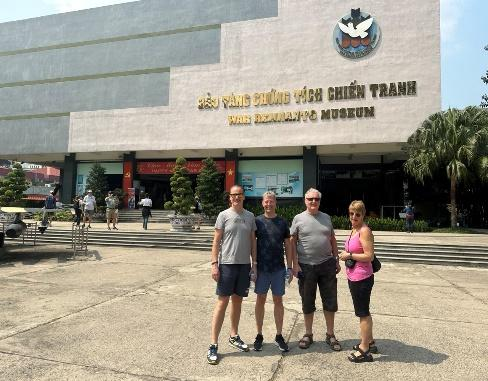 BẢO TÀNG CHỨNG TÍCH CHIẾN TRANH
WAR REMNANTS MUSEUM